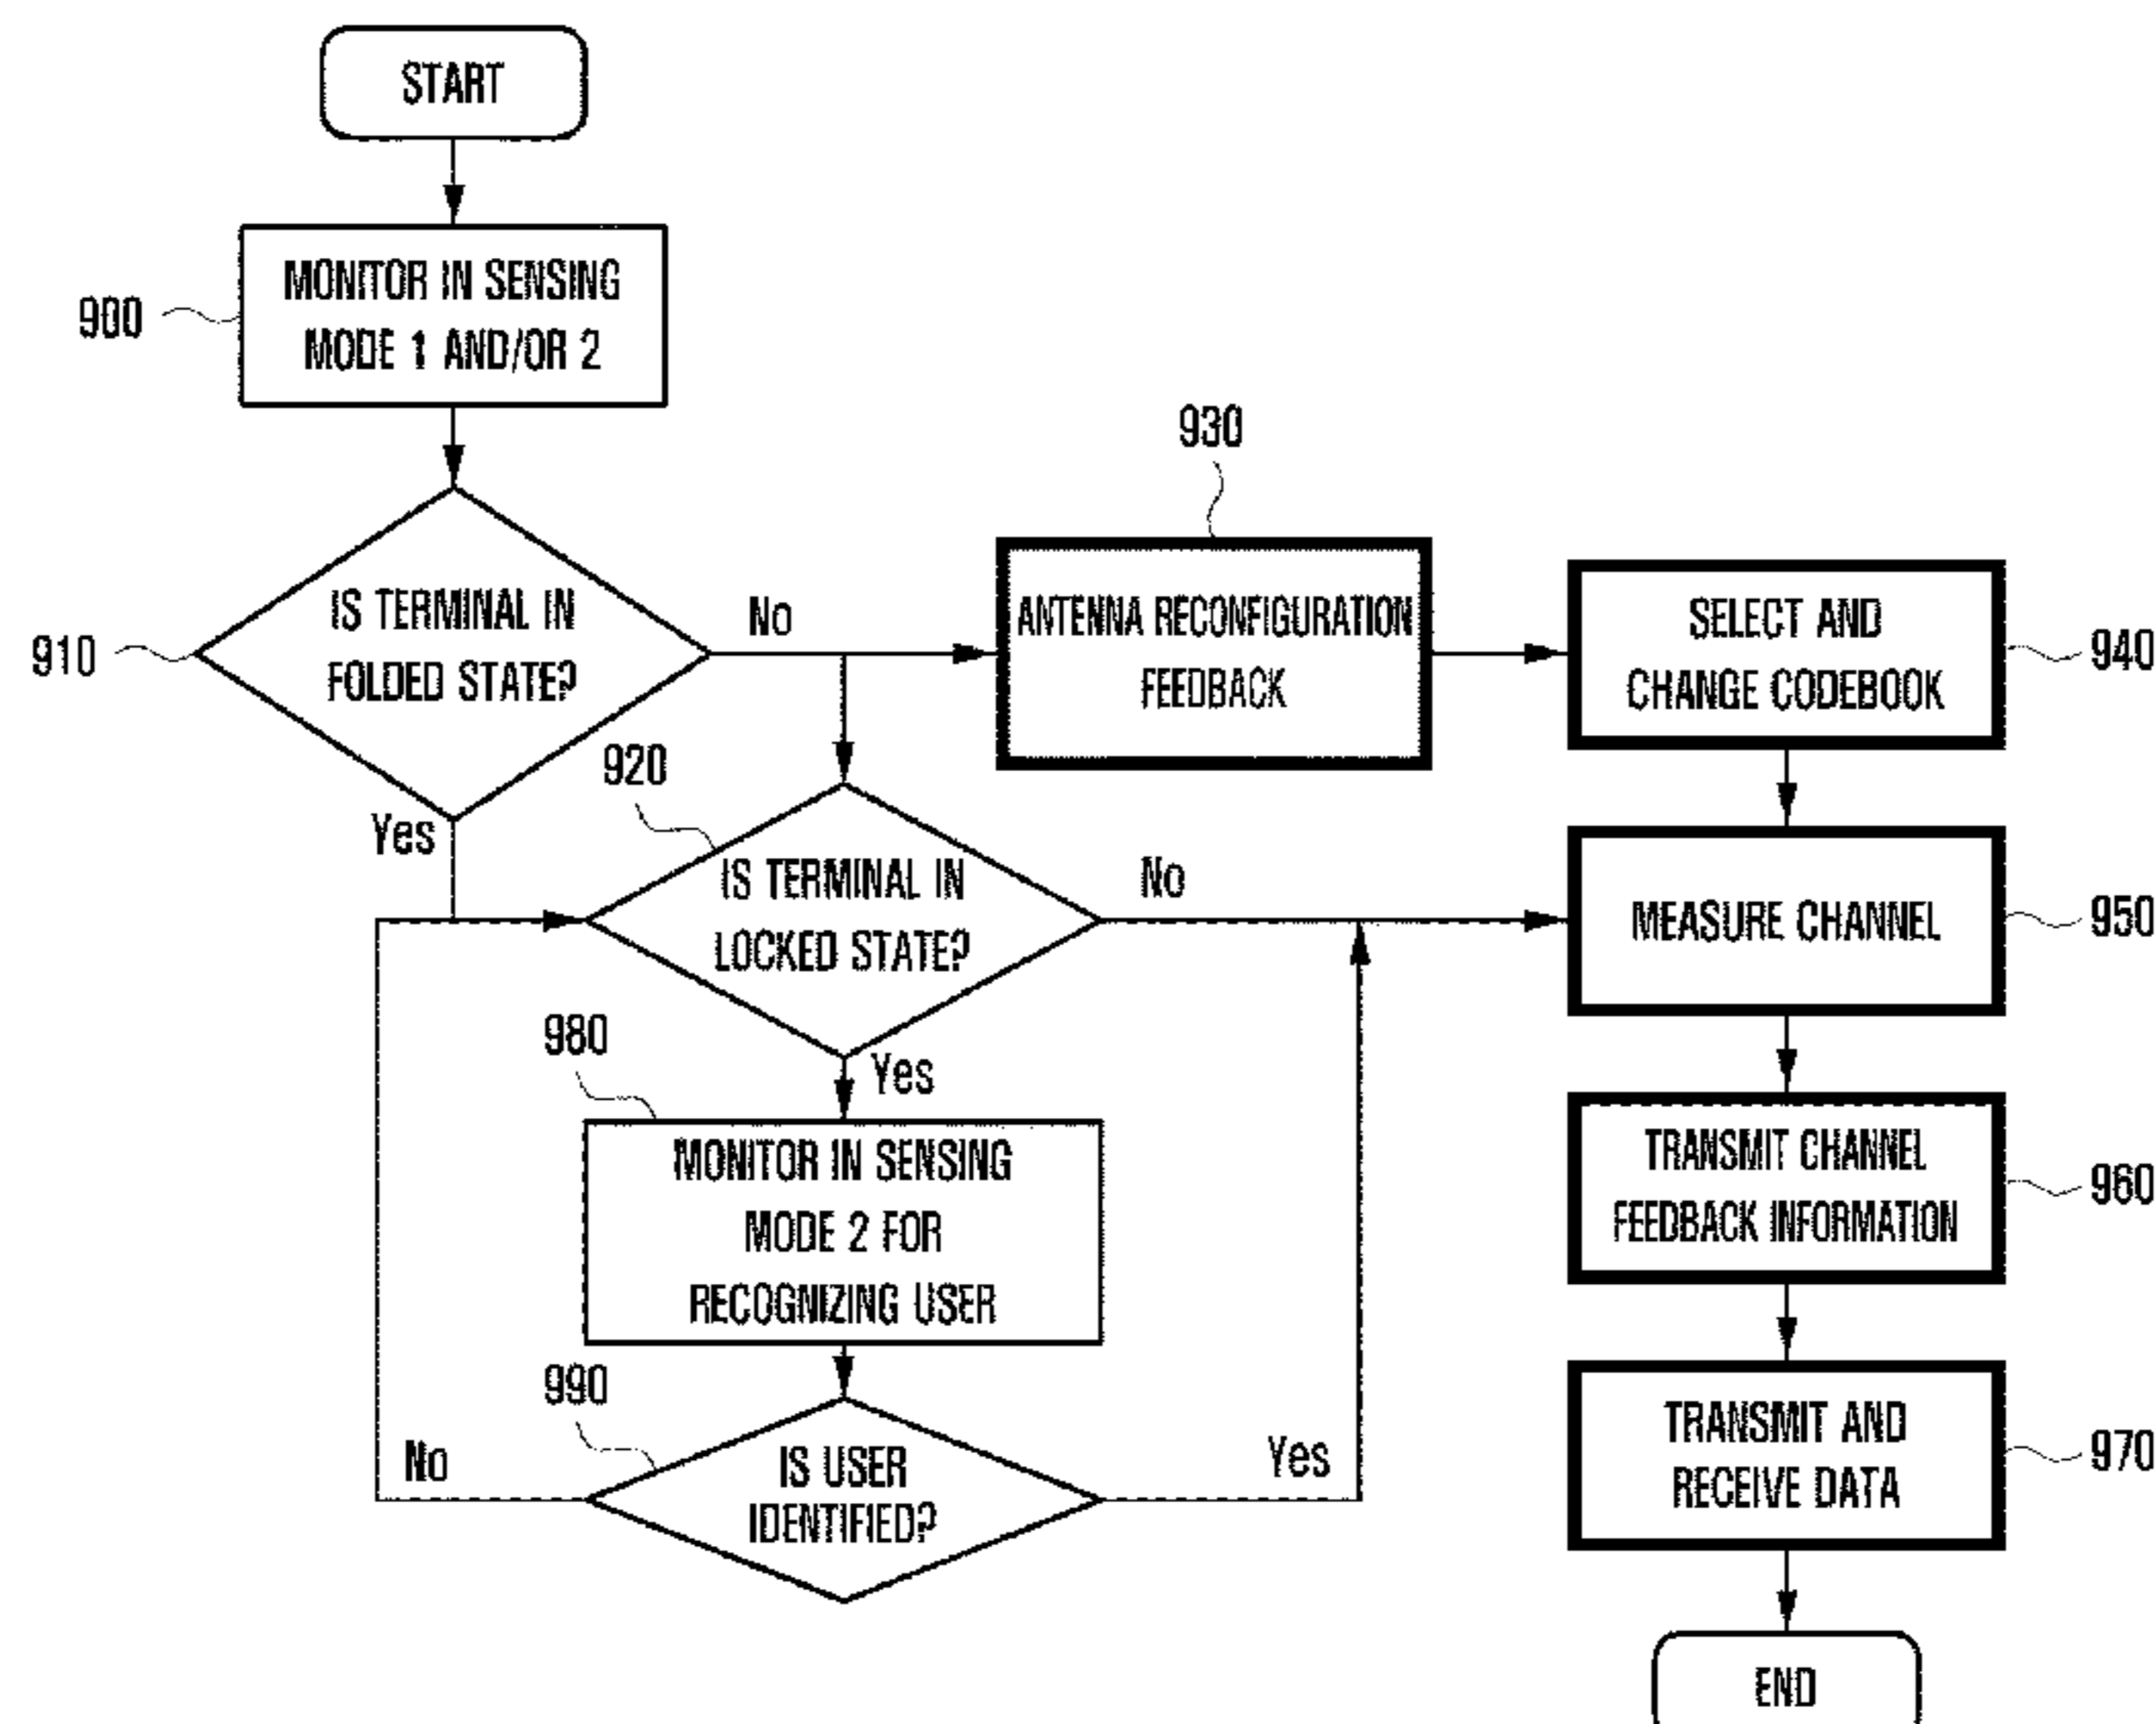 START
900
MONITOR IN SENSING
MODE 1 AND/OR 2
910
IS TERMINAL IN
FOLDED STATE?
No
Yes
930
ANTENNA RECONFIGURATION
FEEDBACK
SELECT AND
CHANGE CODEBOOK
940
920
IS TERMINAL IN
LOCKED STATE?
No
Yes
MEASURE CHANNEL
950
980
MONITOR IN SENSING
MODE 2 FOR
RECOGNIZING USER
TRANSMIT CHANNEL
FEEDBACK INFORMATION
960
990
IS USER
IDENTIFIED?
No
Yes
TRANSMIT AND
RECEIVE DATA
970
END